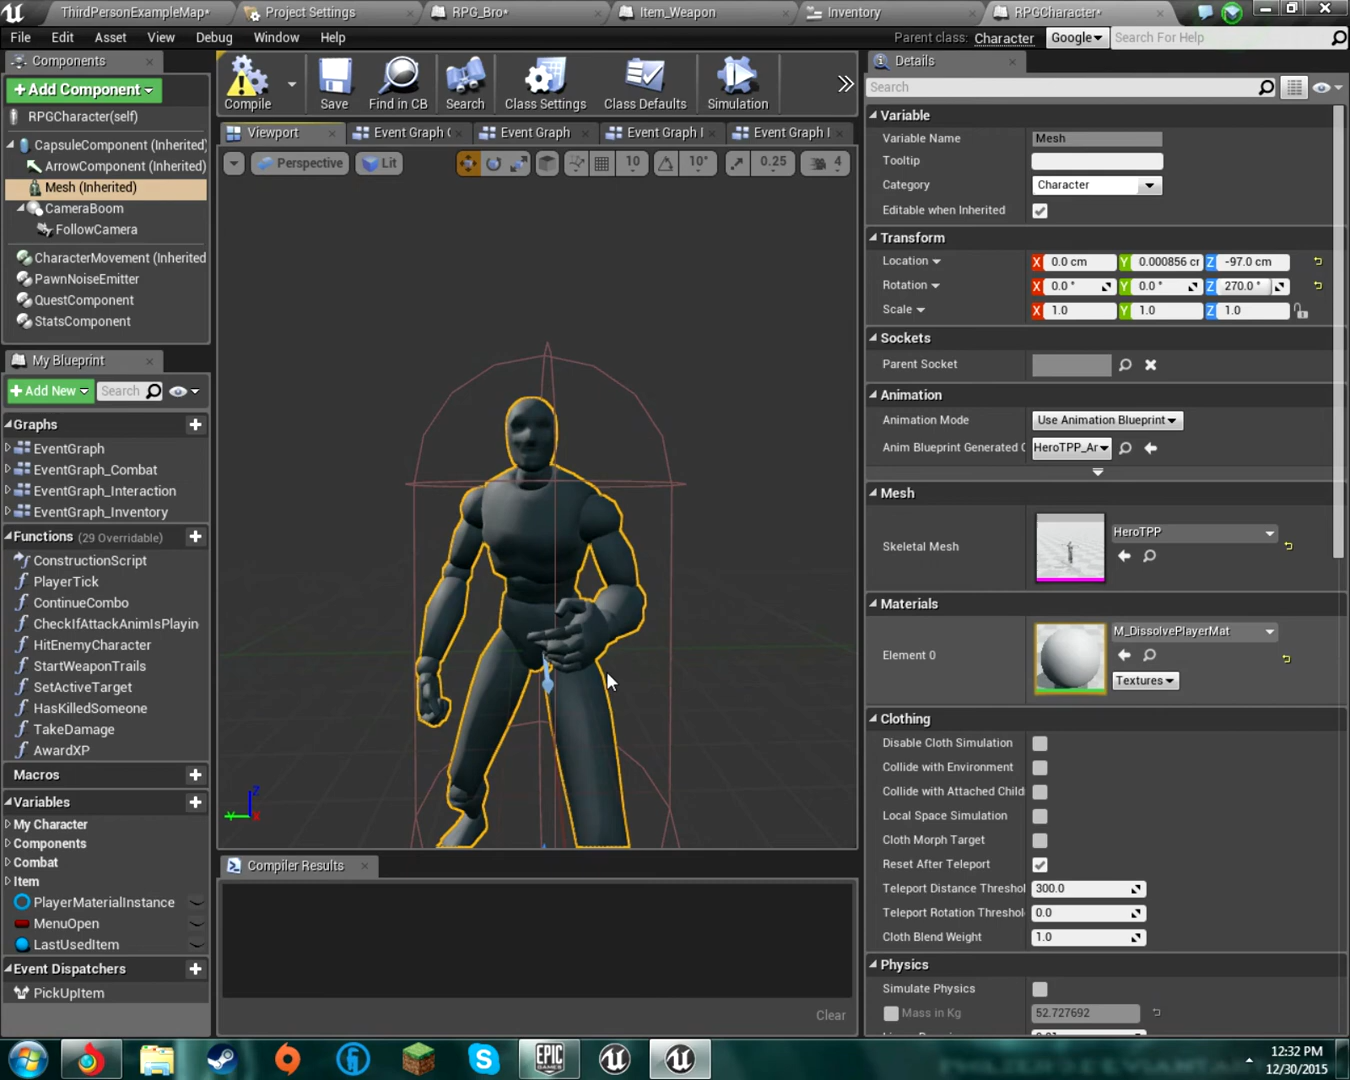 ThirdPersonExampleMap*
Project Settings
RPG_Bro*
Item_Weapon
Inventory
RPGCharacter*
File Edit Asset View Debug Window Help
Parent class: Character
Google
Search For Help
Components
+Add Component
RPGCharacter(self)
CapsuleComponent (Inherited)
ArrowComponent (Inherited)
Mesh (Inherited)
CameraBoom
FollowCamera
CharacterMovement (Inherited
PawnNoiseEmitter
QuestComponent
StatsComponent
My Blueprint
+Add New
Search
Graphs
EventGraph
EventGraph_Combat
EventGraph_Interaction
EventGraph_Inventory
Functions (29 Overridable)
ConstructionScript
PlayerTick
ContinueCombo
CheckIfAttackAnimIsPlayin
HitEnemyCharacter
StartWeaponTrails
SetActiveTarget
HasKilledSomeone
TakeDamage
AwardXP
Macros
Variables
My Character
Components
Combat
Item
PlayerMaterialInstance
MenuOpen
LastUsedItem
Event Dispatchers
PickUpItem
Compile
Save
Find in CB
Search
Class Settings
Class Defaults
Simulation
Viewport
Event Graph
Event Graph
Event Graph
Event Graph
Perspective
Lit
10
10°
0.25
4
Z
Y
X
Compiler Results
Clear
Details
Search
Variable
Variable Name Mesh
Tooltip
Category Character
Editable when Inherited
Transform
Location X 0.0 cm Y 0.000856 cr Z -97.0 cm
Rotation X 0.0 ° Y 0.0 ° Z 270.0 °
Scale X 1.0 Y 1.0 Z 1.0
Sockets
Parent Socket
Animation
Animation Mode Use Animation Blueprint
Anim Blueprint Generated C HeroTPP_Ar
Mesh
Skeletal Mesh HeroTPP
Materials
Element 0 M_DissolvePlayerMat
Textures
Clothing
Disable Cloth Simulation
Collide with Environment
Collide with Attached Child
Local Space Simulation
Cloth Morph Target
Reset After Teleport
Teleport Distance Threshol 300.0
Teleport Rotation Threshol 0.0
Cloth Blend Weight 1.0
Physics
Simulate Physics
Mass in Kg 52.727692
EPIC
GAMES
12:32 PM
12/30/2015